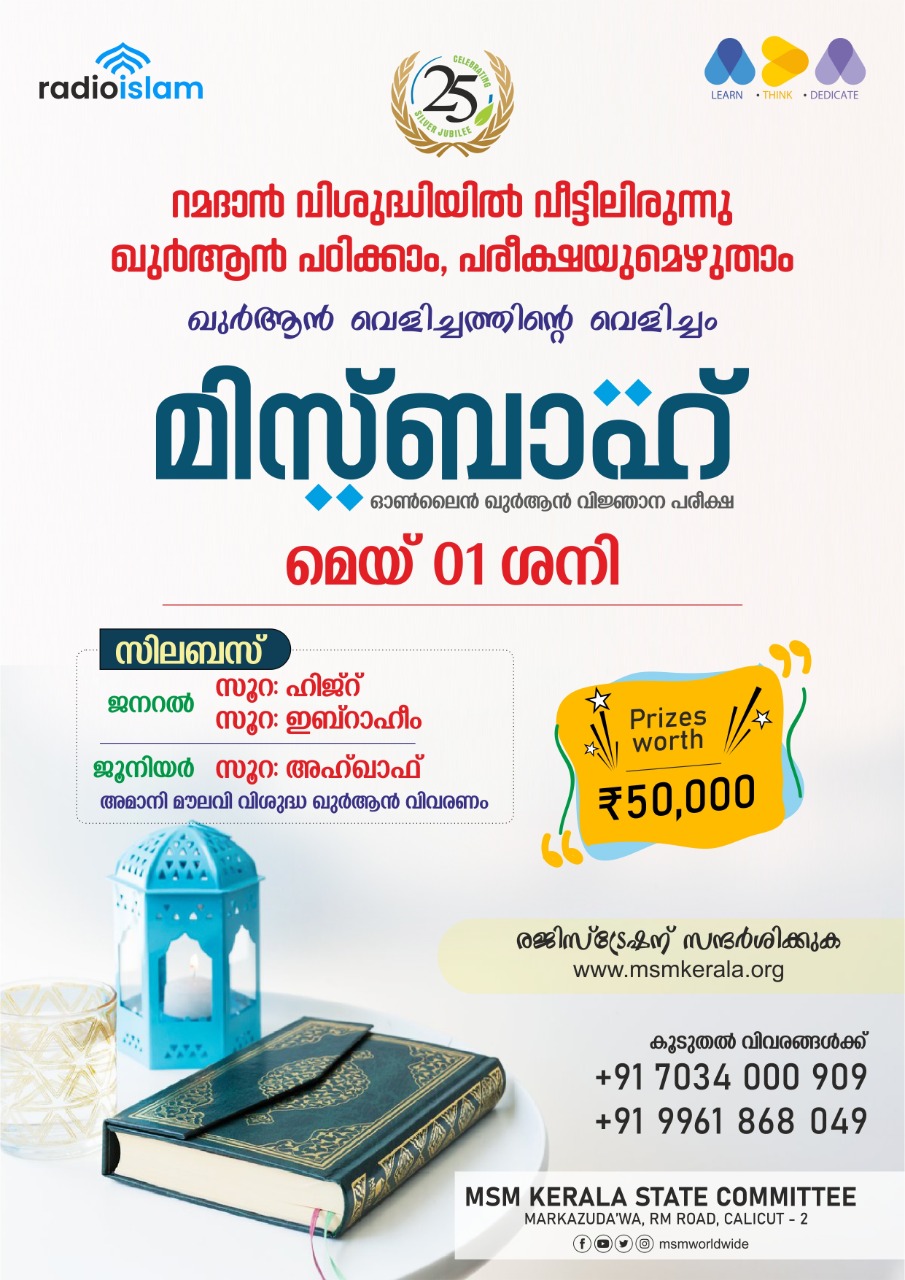 radioislam
CELEBRATING
25
SILVER JUBILEE
LEARN • THINK • DEDICATE
റമദാൻ വിശുദ്ധിയിൽ വീട്ടിലിരുന്നു
ഖുർആൻ പഠിക്കാം, പരീക്ഷയുമെഴുതാം
ഖുർആൻ വെളിച്ചത്തിന്റെ വെളിച്ചം
മിസ്ബാഹ്
ഓൺലൈൻ ഖുർആൻ വിജ്ഞാന പരീക്ഷ
മെയ് 01 ശനി
സിലബസ്
ജനറൽ സൂറ: ഹിജ്റ്
സൂറ: ഇബ്റാഹീം
ജൂനിയർ സൂറ: അഹ്ഖാഫ്
അമാനി മൗലവി വിശുദ്ധ ഖുർആൻ വിവരണം
Prizes
worth
₹50,000
രജിസ്ട്രേഷന് സന്ദർശിക്കുക
www.msmkerala.org
കൂടുതൽ വിവരങ്ങൾക്ക്
+91 7034 000 909
+91 9961 868 049
MSM KERALA STATE COMMITTEE
MARKAZUDA'WA, RM ROAD, CALICUT - 2
msmworldwide